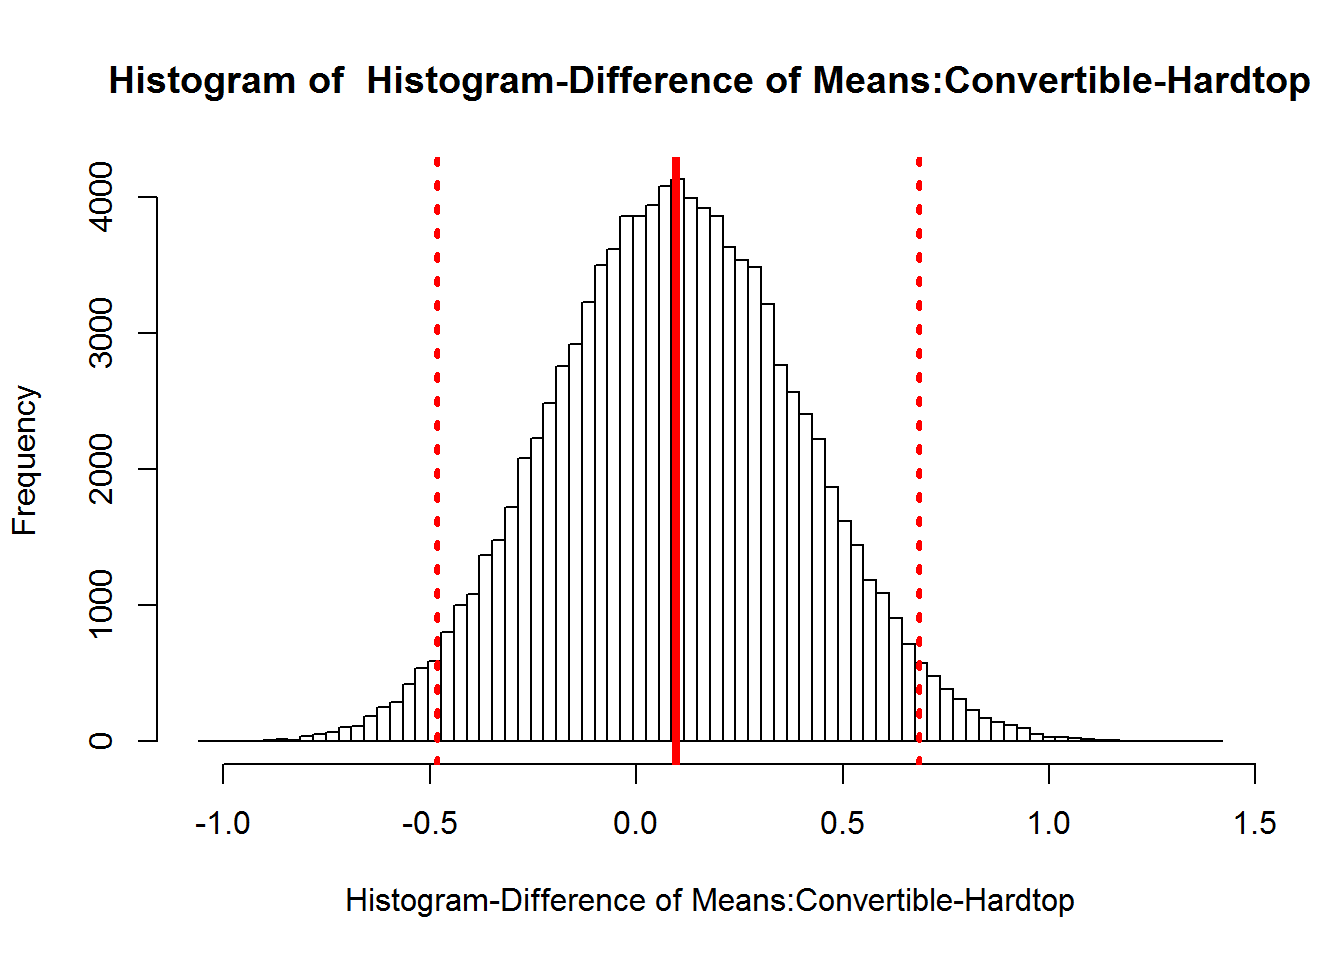 Histogram of  Histogram-Difference of Means:Convertible-Hardtop
4000
3000
2000
1000
0
Frequency
-1.0 -0.5 0.0 0.5 1.0 1.5
Histogram-Difference of Means:Convertible-Hardtop